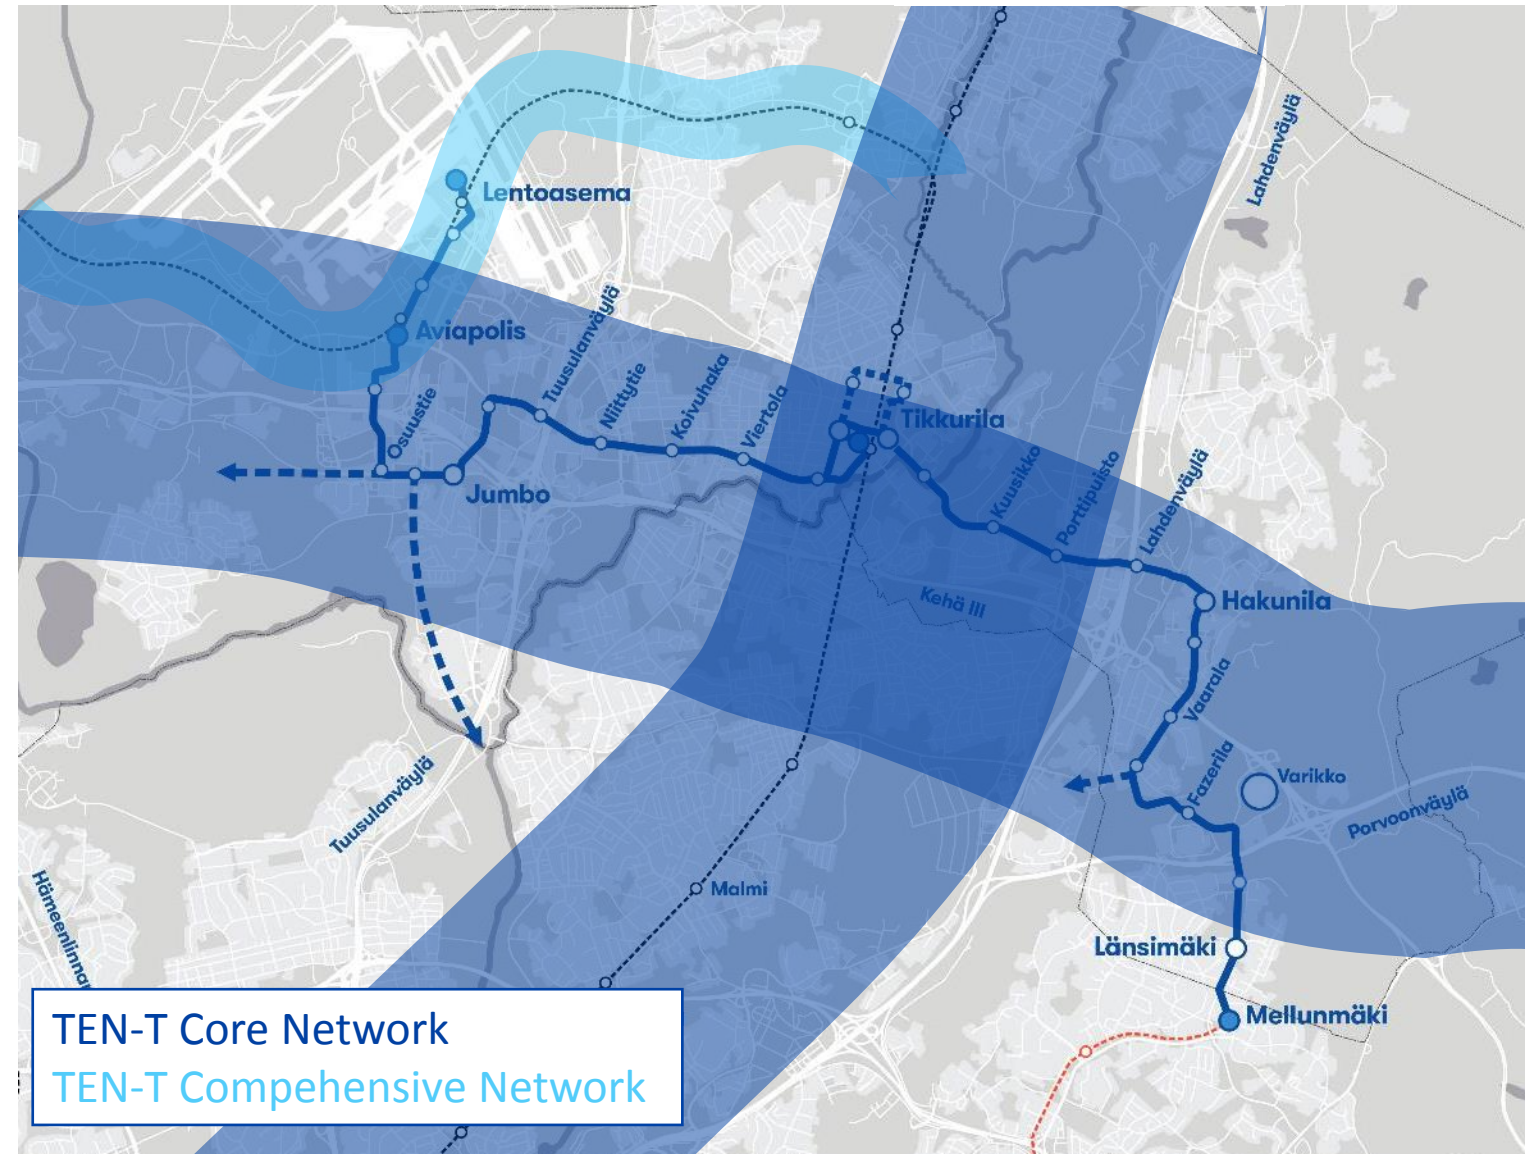 Lahdenväylä
Lentoasema
Aviapolis
Tuusulanväylä
Niittytie
Koivuhaka
Viertola
Tikkurila
Osuustie
Jumbo
Kuusikko
Porttipuisto
Lahdenväylä
Kehä III
Hakunila
Vaarala
Fazerila
Varikko
Porvoonväylä
Tuusulanväylä
Malmi
Hämeenlinnan
Länsimäki
Mellunmäki
TEN-T Core Network
TEN-T Compehensive Network